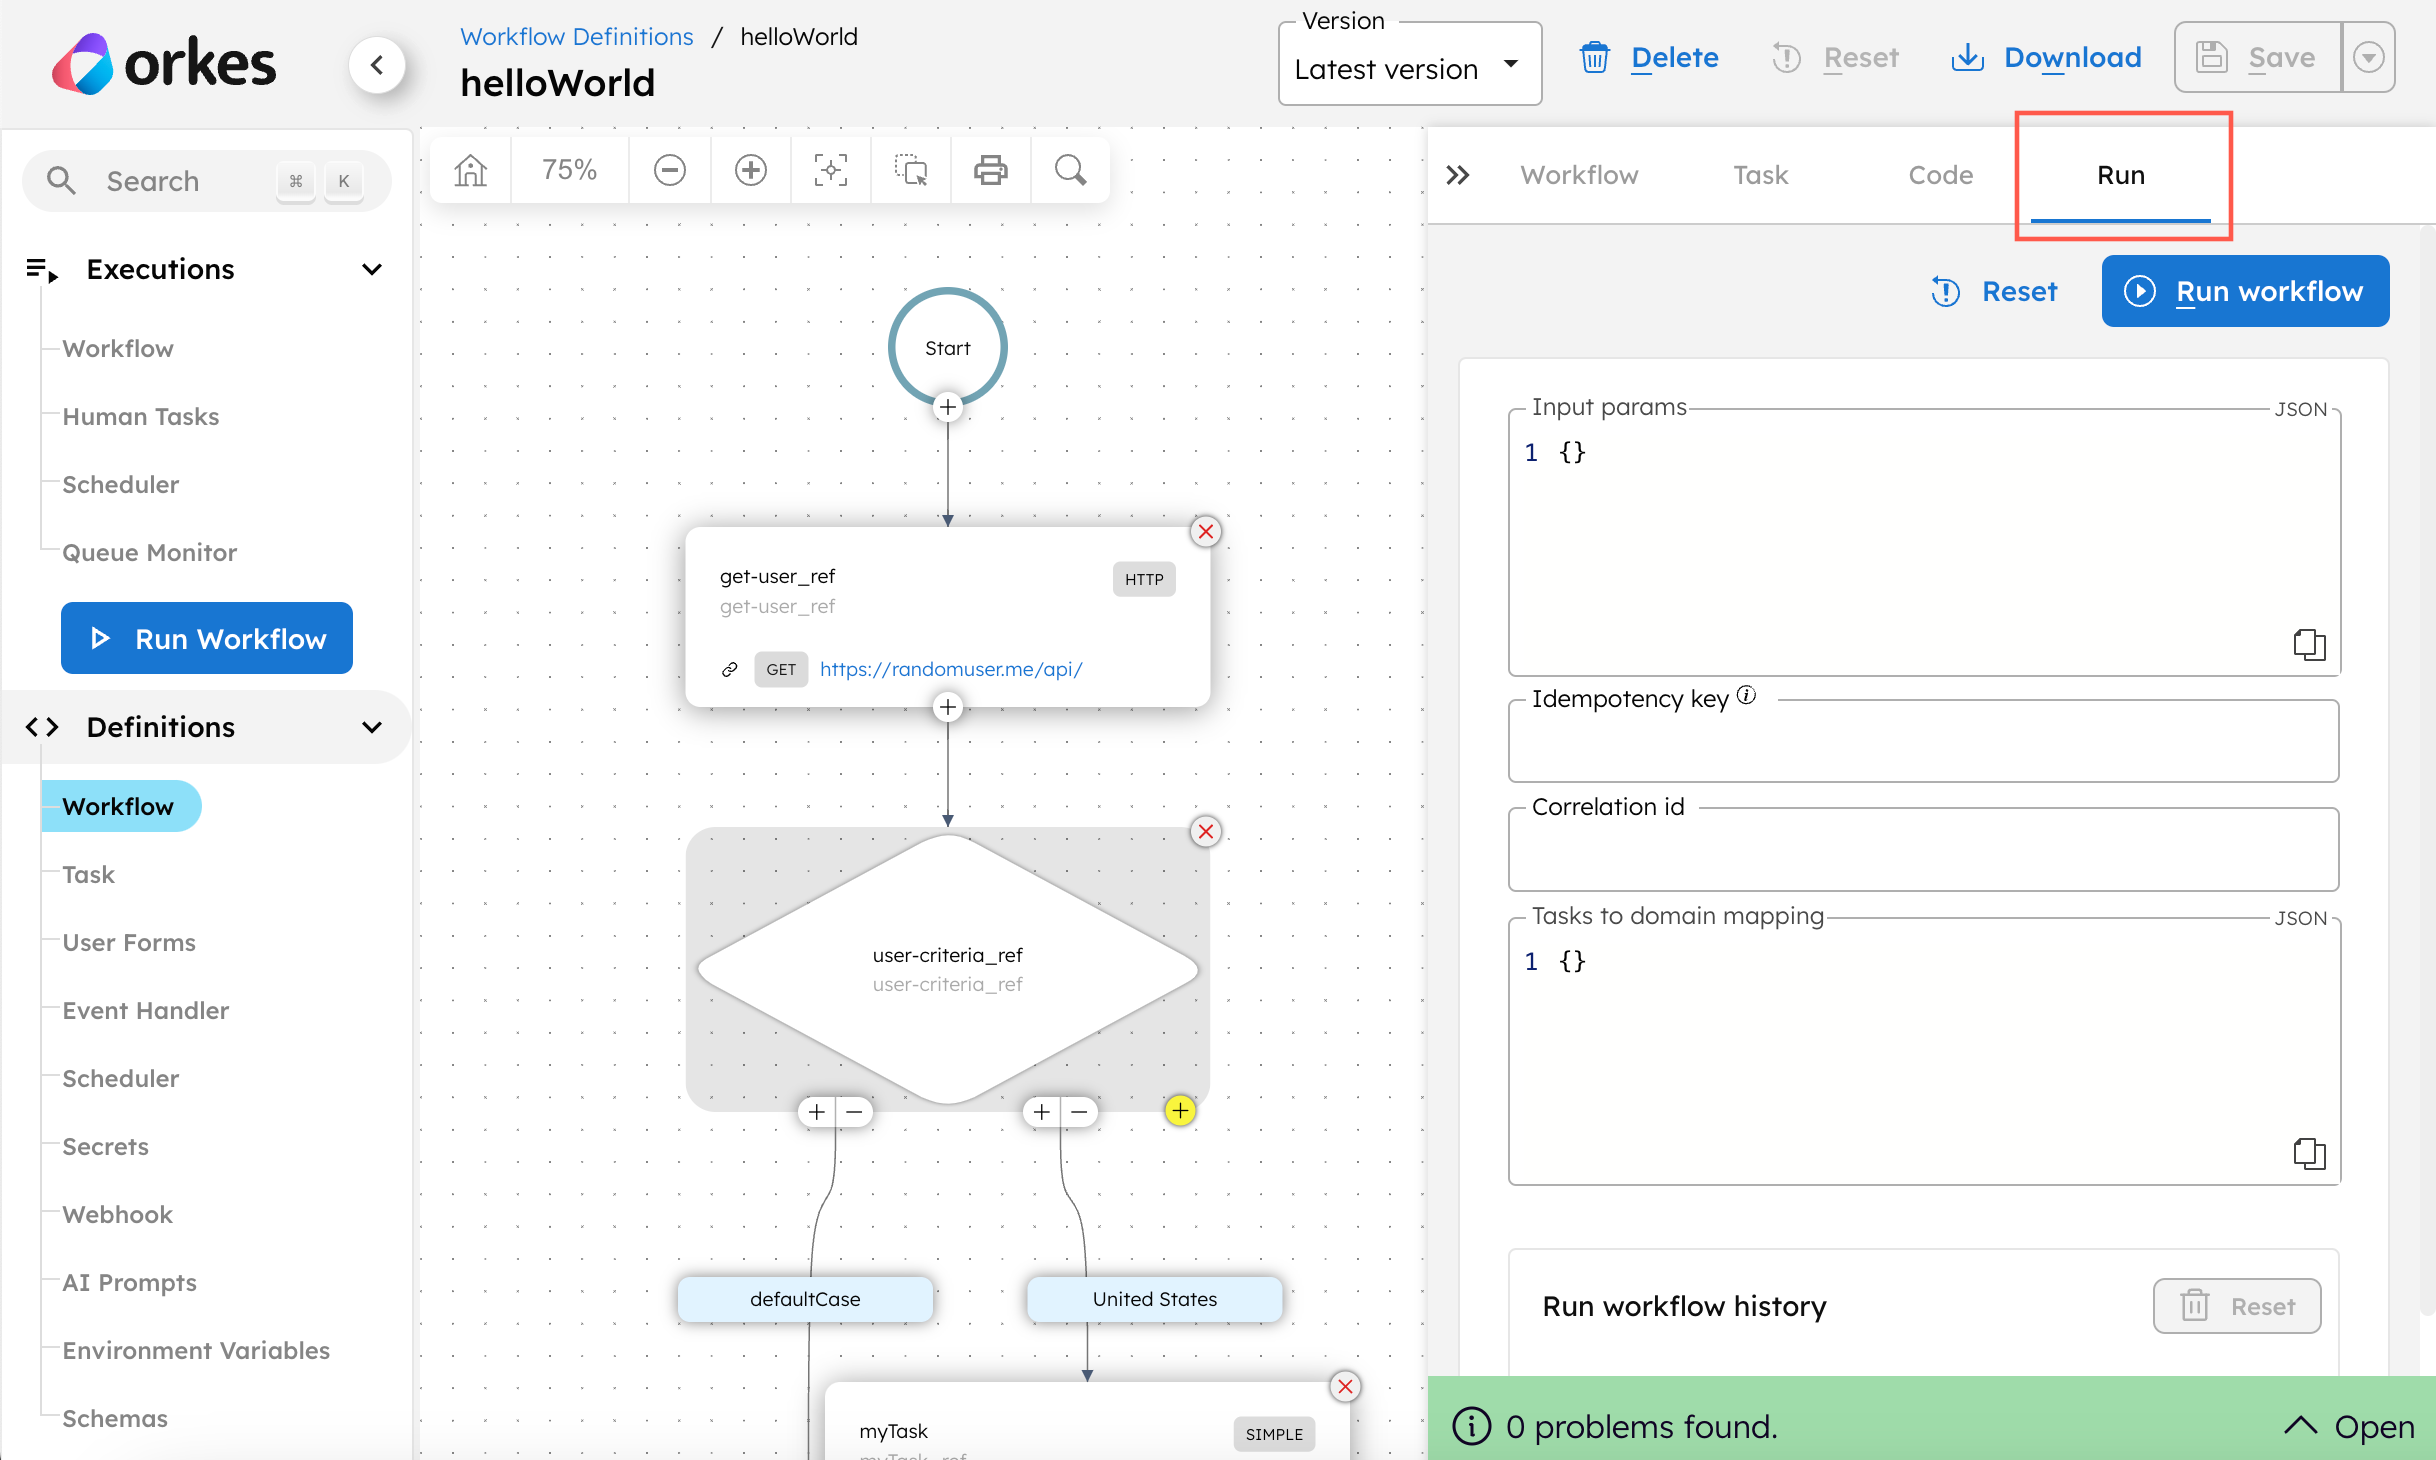 orkes
Workflow Definitions / helloWorld
helloWorld
Version
Latest version
Delete
Reset
Download
Save
Search
⌘ K
Executions
Workflow
Human Tasks
Scheduler
Queue Monitor
Run Workflow
Definitions
Workflow
Task
User Forms
Event Handler
Scheduler
Secrets
Webhook
AI Prompts
Environment Variables
Schemas
75%
Start
get-user_ref
get-user_ref
HTTP
GET https://randomuser.me/api/
user-criteria_ref
user-criteria_ref
defaultCase
United States
myTask
myTask_ref
SIMPLE
Workflow Task Code Run
Reset
Run workflow
Input params
JSON
1 {}
Idempotency key
Correlation id
Tasks to domain mapping
JSON
1 {}
Run workflow history
Reset
0 problems found.
Open